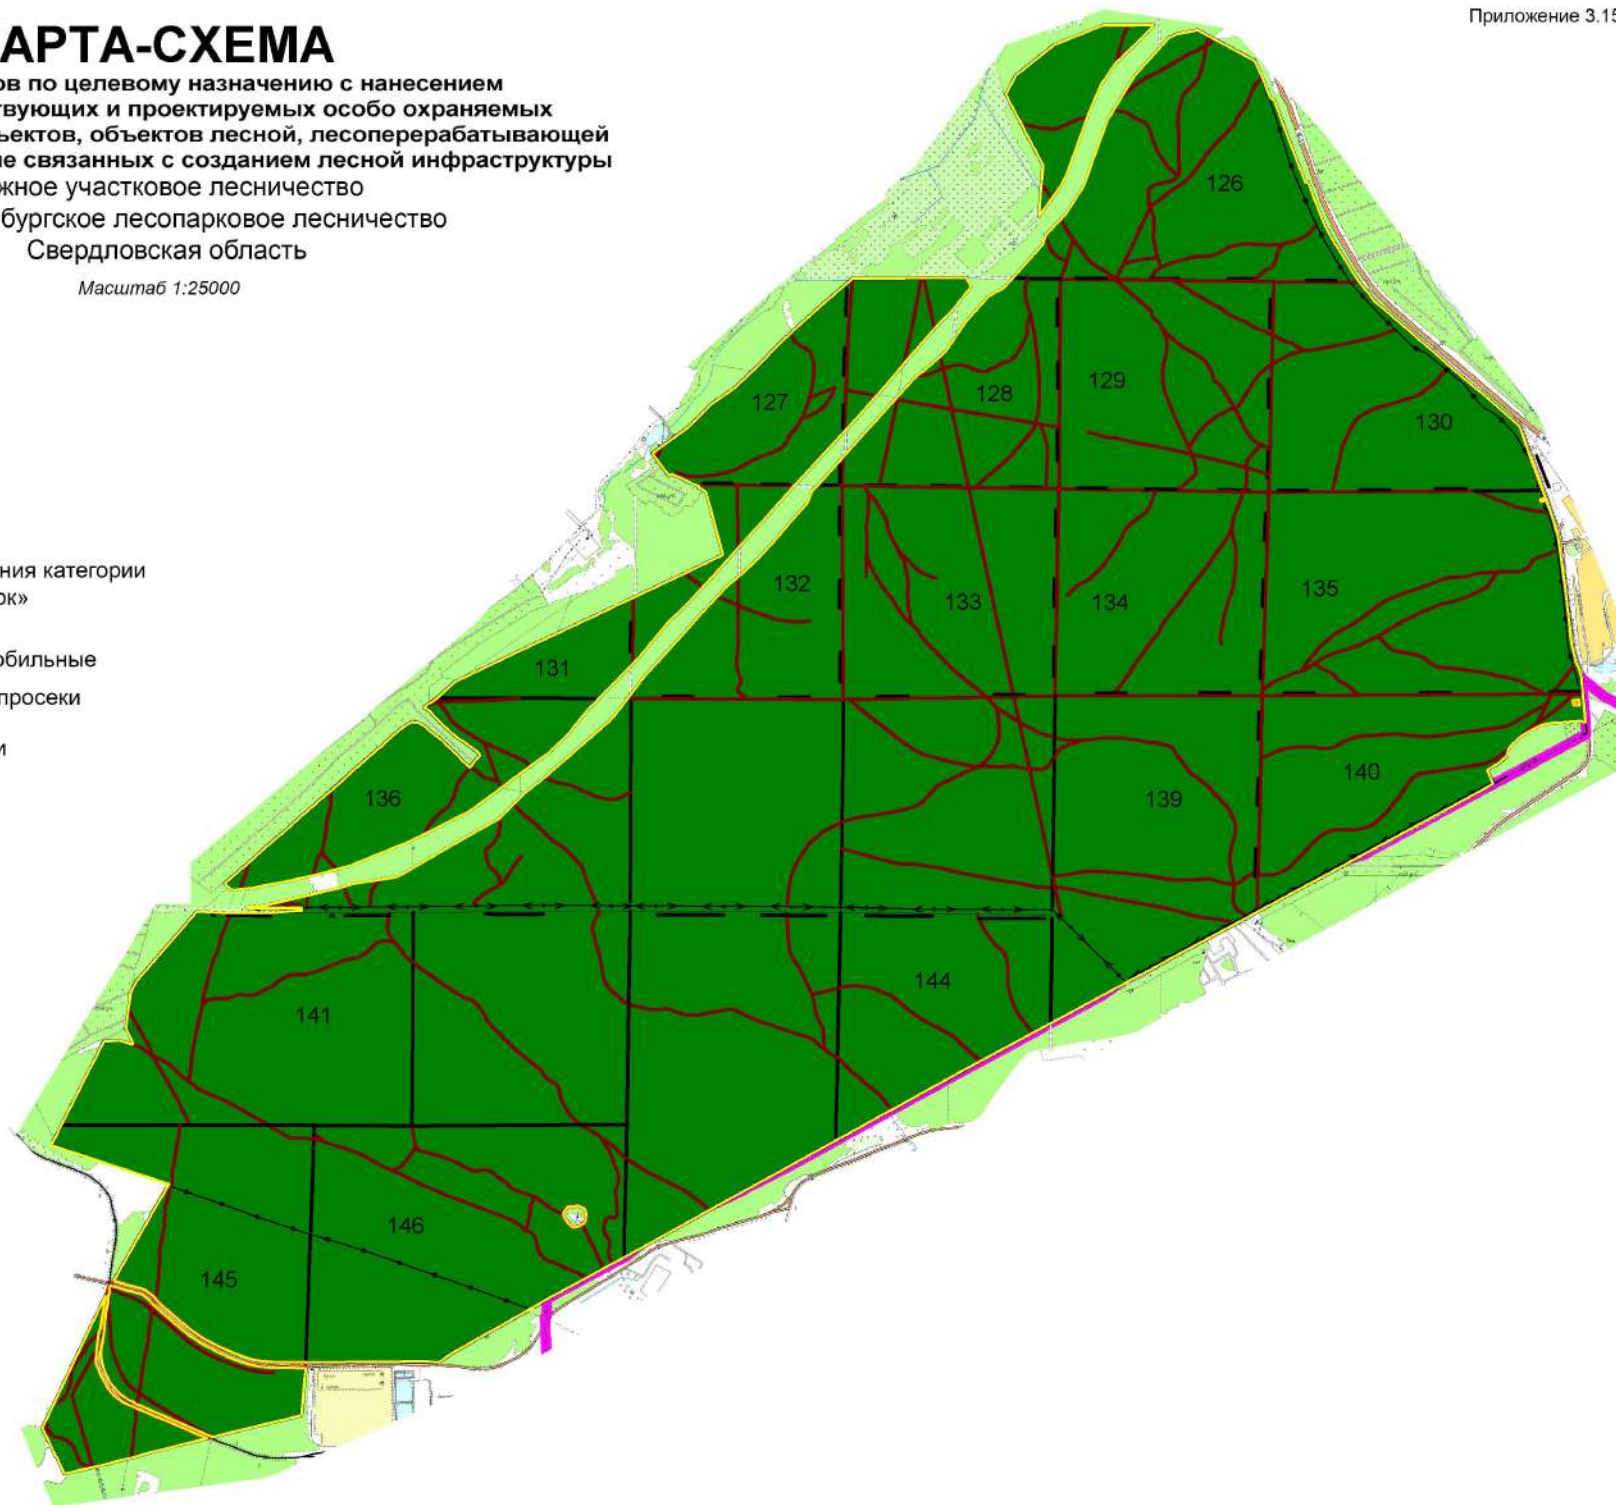 Приложение 3.15
АРТА-СХЕМА
ов по целевому назначению с нанесением
твующих и проектируемых особо охраняемых
ъектов, объектов лесной, лесоперерабатывающей
не связанных с созданием лесной инфраструктуры
жное участковое лесничество
бургское лесопарковое лесничество
Свердловская область
Масштаб 1:25000
126
127
128
129
130
ния категории
ок»
132
133
134
135
обильные
131
просеки
и
136
139
140
144
141
146
145